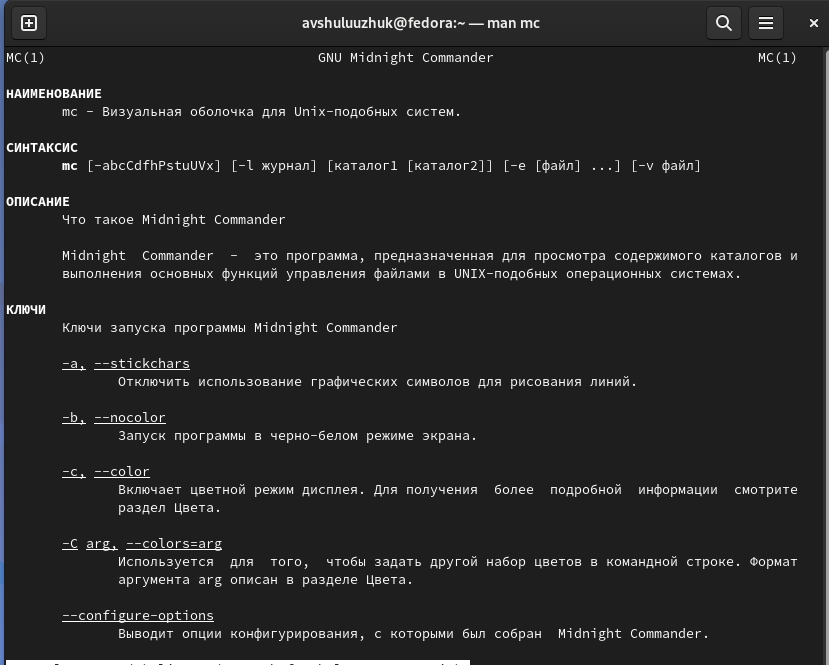 avshuluuzhuk@fedora:~ — man mc
MC(1) GNU Midnight Commander MC(1)
НАИМЕНОВАНИЕ
mc - Визуальная оболочка для Unix-подобных систем.
СИНТАКСИС
mc [-abcCdfhPstuUVx] [-l журнал] [каталог1 [каталог2]] [-e [файл] ...] [-v файл]
ОПИСАНИЕ
Что такое Midnight Commander
Midnight Commander - это программа, предназначенная для просмотра содержимого каталогов и
выполнения основных функций управления файлами в UNIX-подобных операционных системах.
КЛЮЧИ
Ключи запуска программы Midnight Commander
-a, --stickchars
Отключить использование графических символов для рисования линий.
-b, --nocolor
Запуск программы в черно-белом режиме экрана.
-c, --color
Включает цветной режим дисплея. Для получения более подробной информации смотрите
раздел Цвета.
-C arg, --colors=arg
Используется для того, чтобы задать другой набор цветов в командной строке. Формат
аргумента arg описан в разделе Цвета.
--configure-options
Выводит опции конфигурирования, с которыми был собран Midnight Commander.